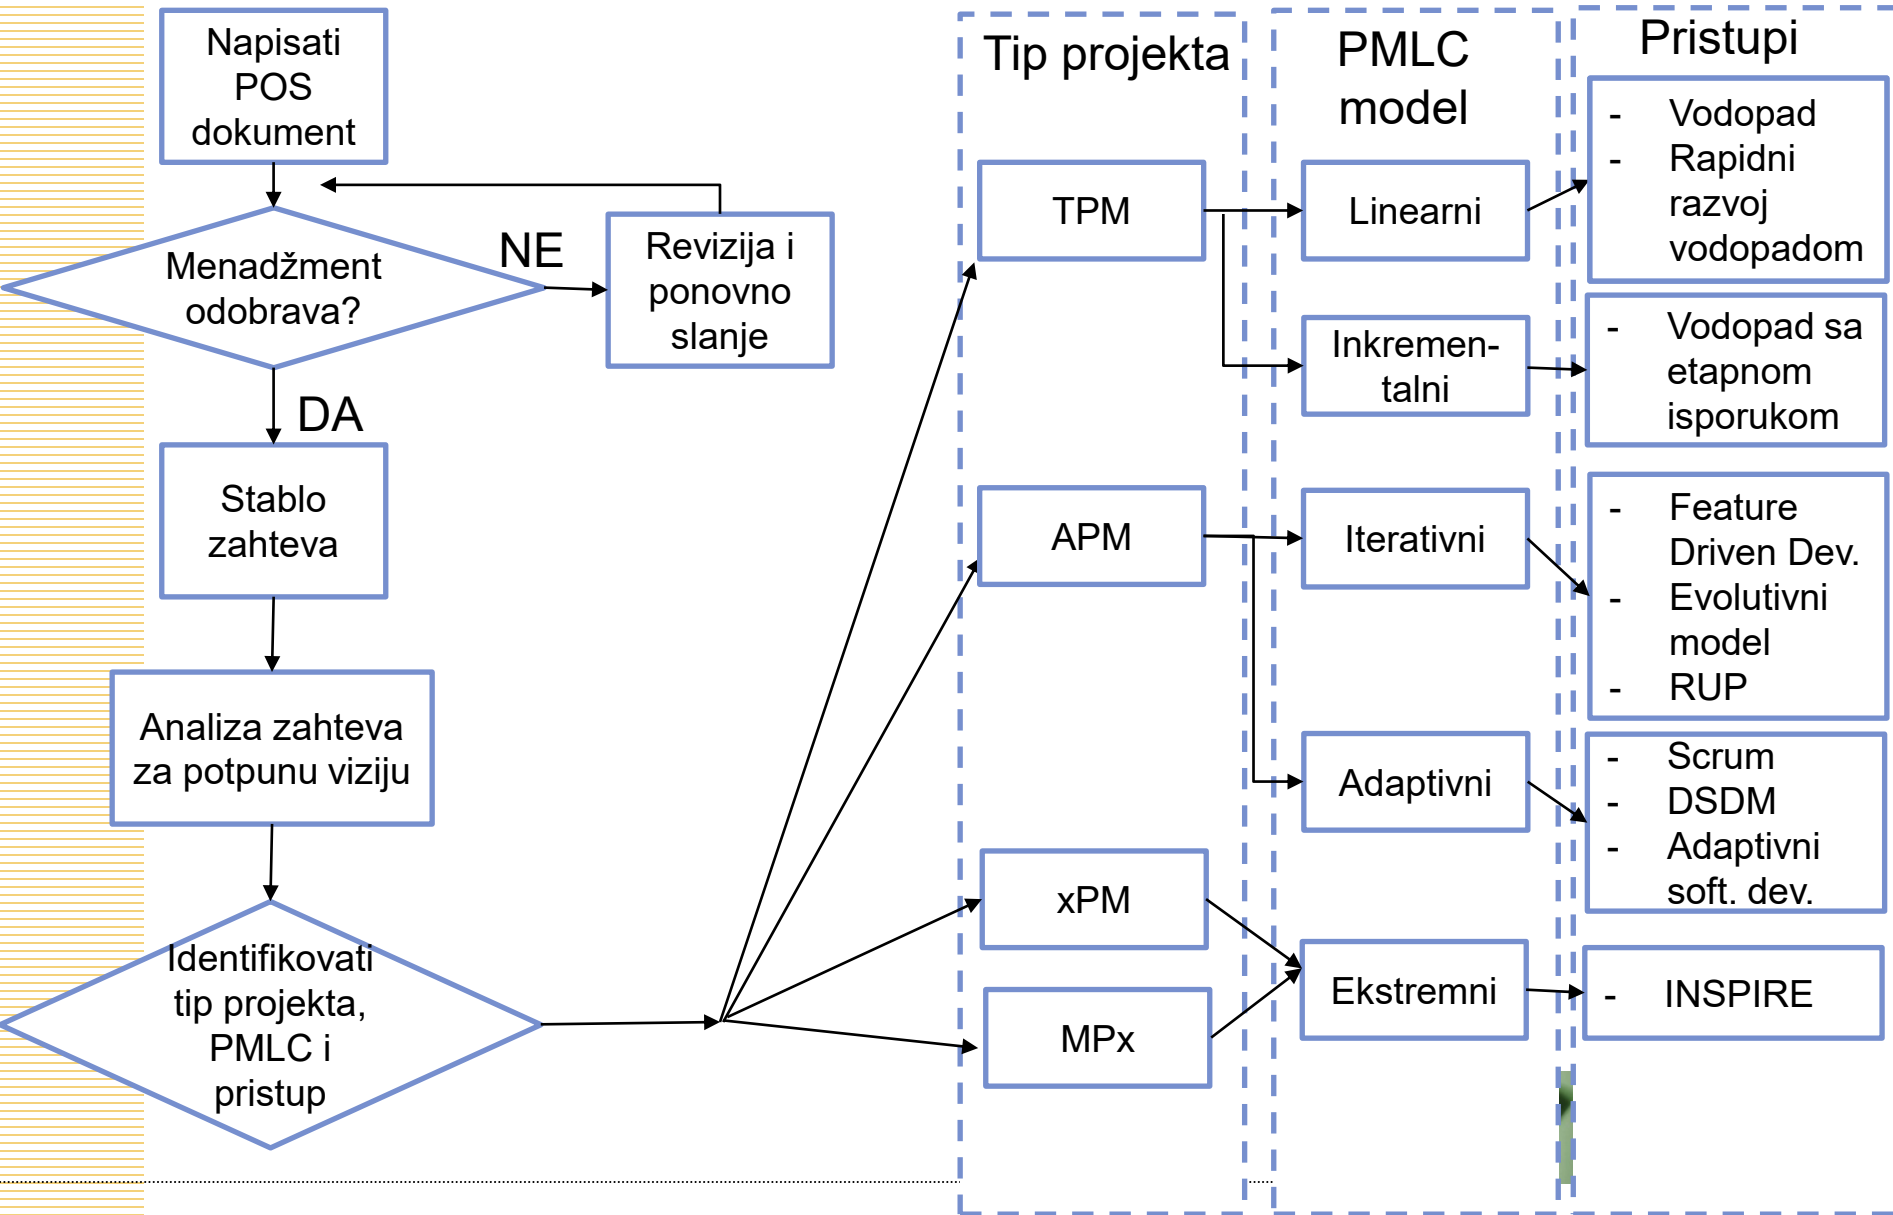 Napisati
POS
dokument
Menadžment
odobrava?
NE
Revizija i
ponovno
slanje
DA
Stablo
zahteva
Analiza zahteva
za potpunu viziju
Identifikovati
tip projekta,
PMLC i
pristup
Tip projekta
TPM
APM
xPM
MPx
PMLC
model
Linearni
Inkremen-
talni
Iterativni
Adaptivni
Ekstremni
Pristupi
- Vodopad
- Rapidni
razvoj
vodopadom
- Vodopad sa
etapnom
isporukom
- Feature
Driven Dev.
- Evolutivni
model
- RUP
- Scrum
- DSDM
- Adaptivni
soft. dev.
- INSPIRE